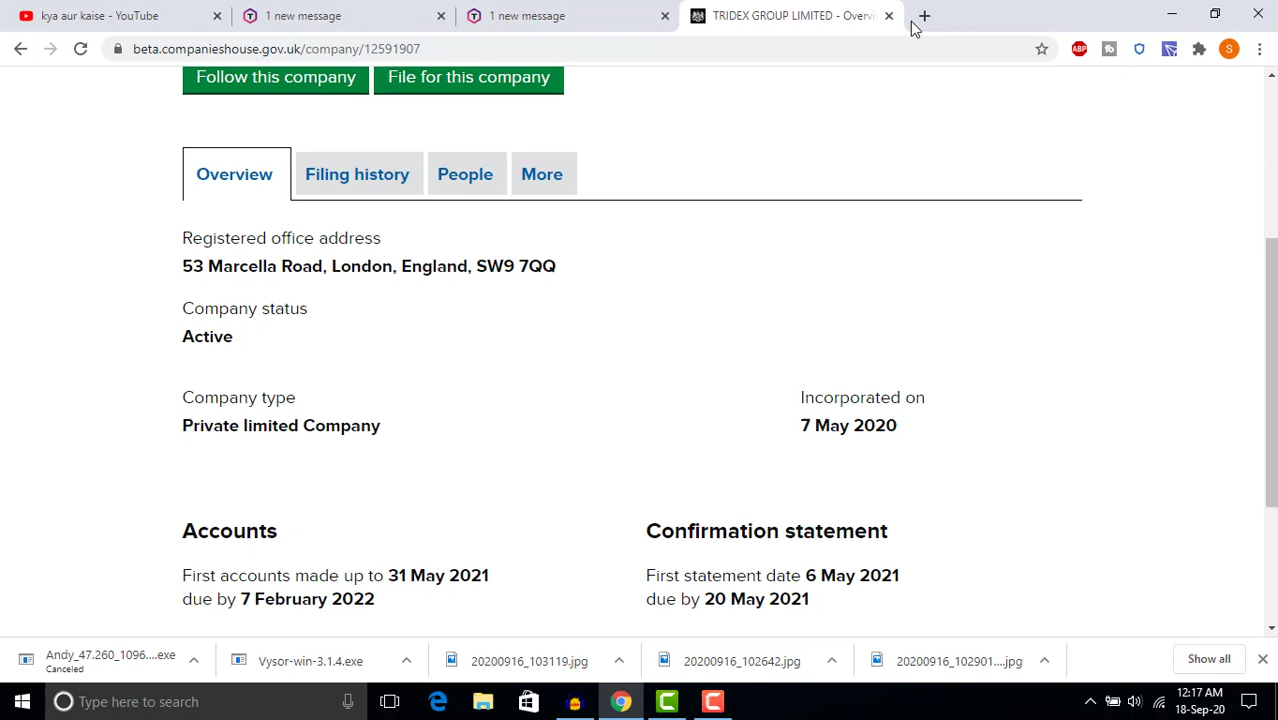 kya aur kaise - YouTube
1 new message
1 new message
TRIDEX GROUP LIMITED - Overvi
beta.companieshouse.gov.uk/company/12591907
ABP
S
Follow this company
File for this company
Overview
Filing history
People
More
Registered office address
53 Marcella Road, London, England, SW9 7QQ
Company status
Active
Company type
Private limited Company
Incorporated on
7 May 2020
Accounts
Confirmation statement
First accounts made up to 31 May 2021
due by 7 February 2022
First statement date 6 May 2021
due by 20 May 2021
Andy_47.260_1096....exe
Canceled
Vysor-win-3.1.4.exe
20200916_103119.jpg
20200916_102642.jpg
20200916_102901....jpg
Show all
Type here to search
12:17 AM
18-Sep-20